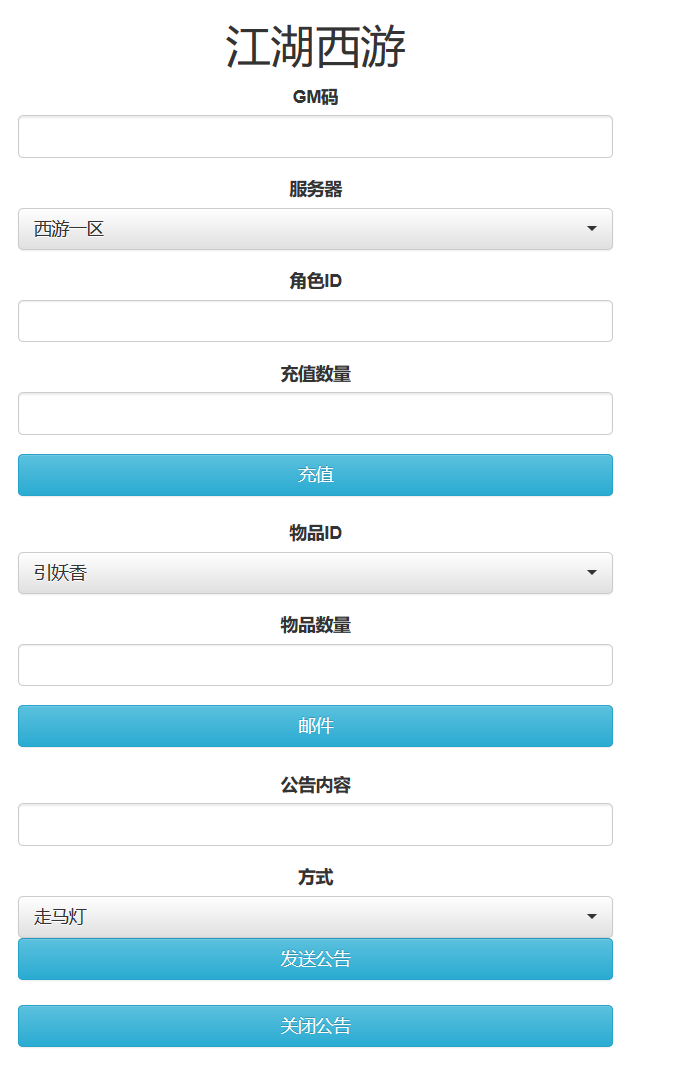 江湖西游
GM码
服务器
西游一区
角色ID
充值数量
充值
物品ID
引妖香
物品数量
邮件
公告内容
方式
走马灯
发送公告
关闭公告